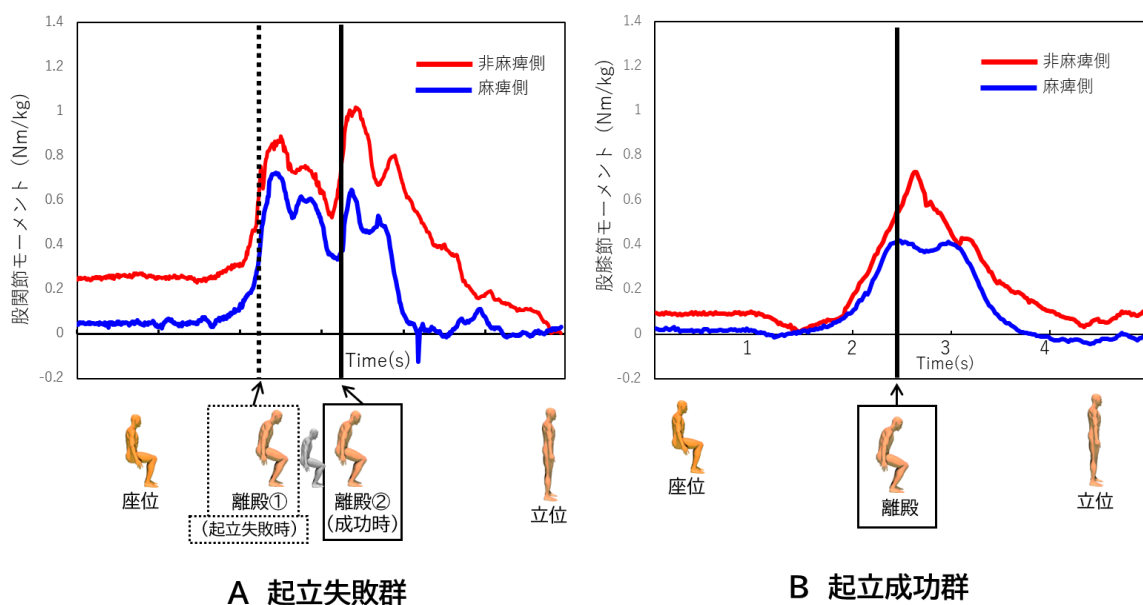 1.4
1.2
1
0.8
0.6
0.4
0.2
0
-0.2
股関節モーメント（Nm/kg）
非麻痺側
麻痺側
Time(s)
座位
離殿①
（起立失敗時）
離殿②
(成功時)
立位
A 起立失敗群
1.4
1.2
1
0.8
0.6
0.4
0.2
0
-0.2
股膝節モーメント（Nm/kg）
非麻痺側
麻痺側
1 2 3 4
Time(s)
座位
離殿
立位
B 起立成功群